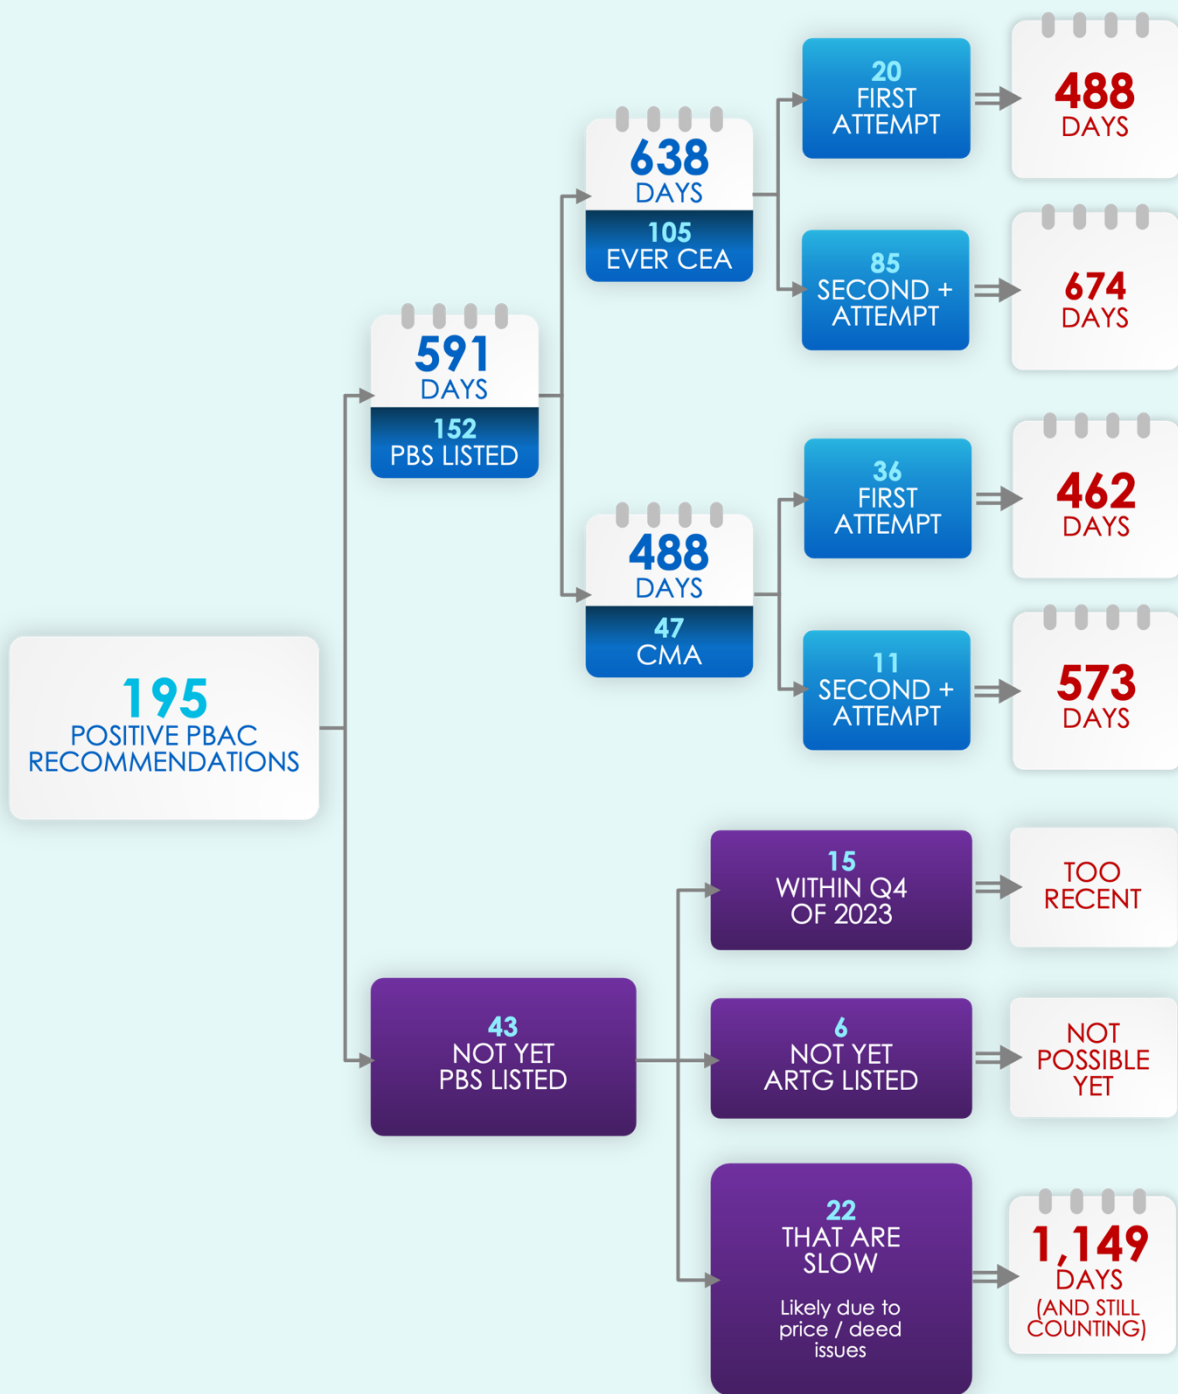 195
POSITIVE PBAC
RECOMMENDATIONS
591
DAYS
152
PBS LISTED
638
DAYS
105
EVER CEA
20
FIRST
ATTEMPT
488
DAYS
85
SECOND +
ATTEMPT
674
DAYS
488
DAYS
47
CMA
36
FIRST
ATTEMPT
462
DAYS
11
SECOND +
ATTEMPT
573
DAYS
43
NOT YET
PBS LISTED
15
WITHIN Q4
OF 2023
TOO
RECENT
6
NOT YET
ARTG LISTED
NOT
POSSIBLE
YET
22
THAT ARE
SLOW
Likely due to
price / deed
issues
1,149
DAYS
(AND STILL
COUNTING)